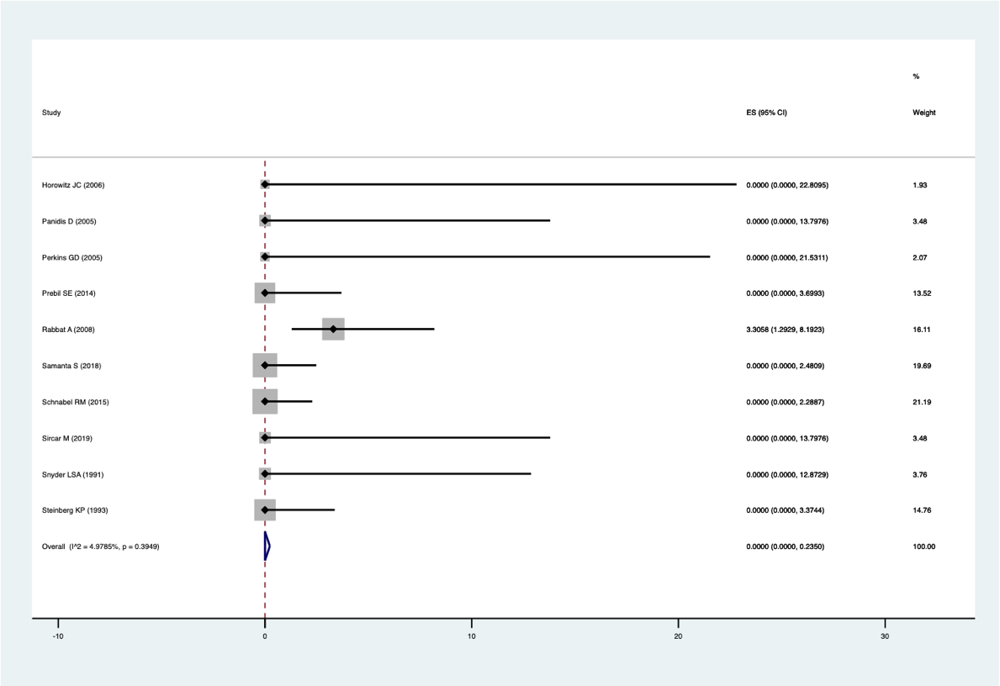 %
Study ES (95% CI) Weight
Horowitz JC (2006) 0.0000 (0.0000, 22.8095) 1.93
Panidis D (2005) 0.0000 (0.0000, 13.7976) 3.48
Perkins GD (2005) 0.0000 (0.0000, 21.5311) 2.07
Prebil SE (2014) 0.0000 (0.0000, 3.6993) 13.52
Rabbat A (2008) 3.3058 (1.2929, 8.1923) 16.11
Samanta S (2018) 0.0000 (0.0000, 2.4809) 19.69
Schnabel RM (2015) 0.0000 (0.0000, 2.2887) 21.19
Sircar M (2019) 0.0000 (0.0000, 13.7976) 3.48
Snyder LSA (1991) 0.0000 (0.0000, 12.8729) 3.76
Steinberg KP (1993) 0.0000 (0.0000, 3.3744) 14.76
Overall (I^2 = 4.9785%, p = 0.3949) 0.0000 (0.0000, 0.2350) 100.00
-10 0 10 20 30